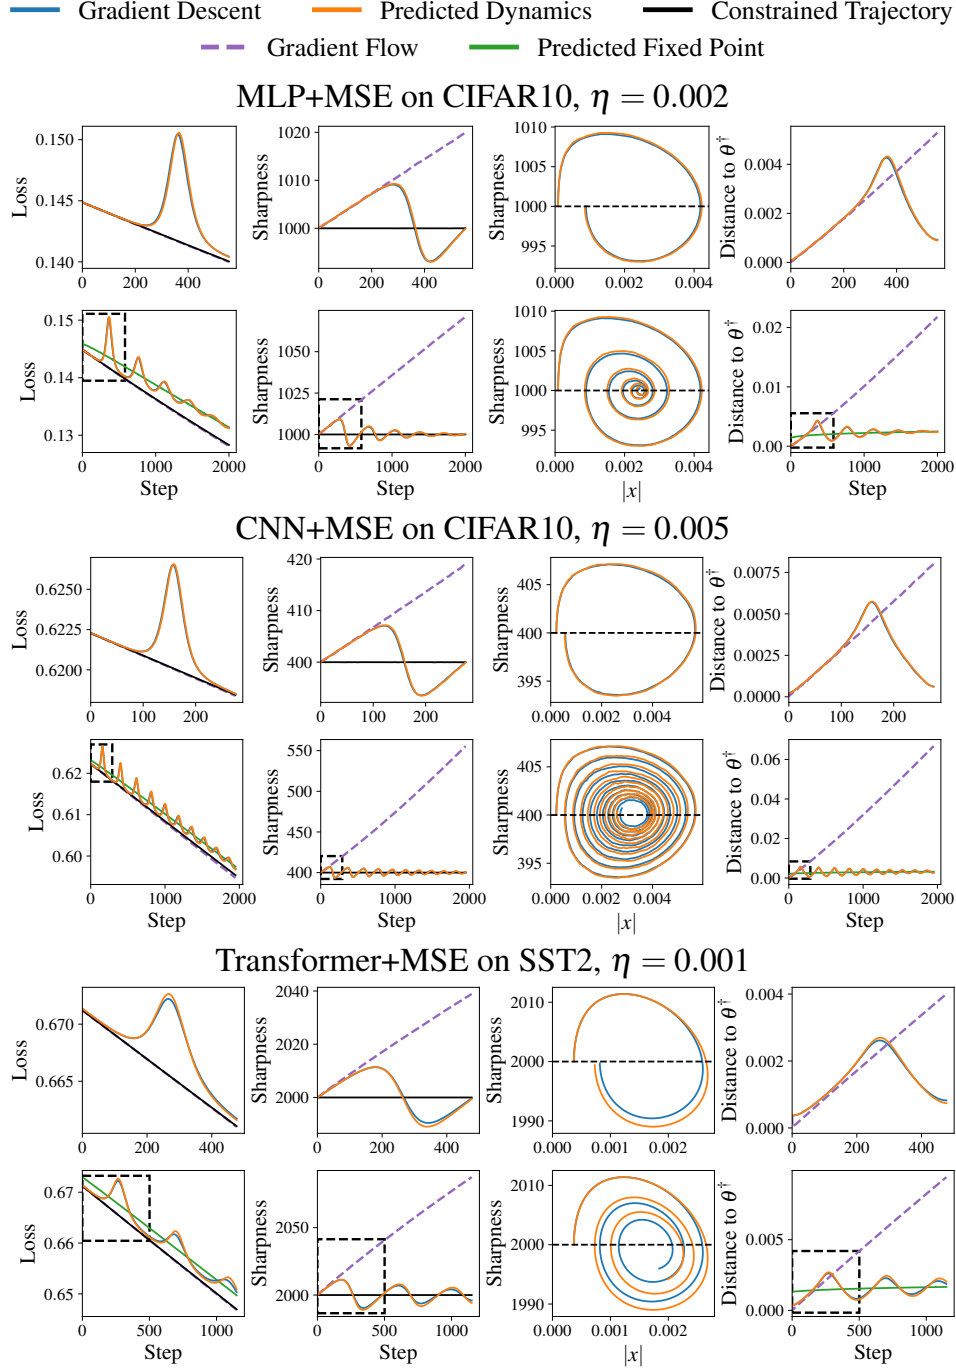 Gradient Descent Predicted Dynamics Constrained Trajectory
Gradient Flow Predicted Fixed Point
MLP+MSE on CIFAR10, η = 0.002
Loss
0.150
0.145
0.140
0 200 400
Sharpness
1020
1010
1000
0 200 400
Sharpness
1010
1005
1000
995
0.000 0.002 0.004
Distance to θ†
0.004
0.002
0.000
0 200 400
Loss
0.15
0.14
0.13
0 1000 2000
Step
Sharpness
1050
1000
0 1000 2000
Step
Sharpness
1010
1005
1000
995
0.000 0.002 0.004
|x|
Distance to θ†
0.02
0.01
0.00
0 1000 2000
Step
CNN+MSE on CIFAR10, η = 0.005
Loss
0.6250
0.6225
0.6200
0 100 200
Sharpness
420
410
400
0 100 200
Sharpness
405
400
395
0.000 0.002 0.004
Distance to θ†
0.0075
0.0050
0.0025
0.0000
0 100 200
Loss
0.62
0.61
0.60
0 1000 2000
Step
Sharpness
550
500
450
400
0 1000 2000
Step
Sharpness
405
400
395
0.000 0.002 0.004
|x|
Distance to θ†
0.06
0.04
0.02
0.00
0 1000 2000
Step
Transformer+MSE on SST2, η = 0.001
Loss
0.670
0.665
0 200 400
Sharpness
2040
2020
2000
0 200 400
Sharpness
2010
2000
1990
0.000 0.001 0.002
Distance to θ†
0.004
0.002
0.000
0 200 400
Loss
0.67
0.66
0.65
0 500 1000
Step
Sharpness
2050
2000
0 500 1000
Step
Sharpness
2010
2000
1990
0.000 0.001 0.002
|x|
Distance to θ†
0.005
0.000
0 500 1000
Step